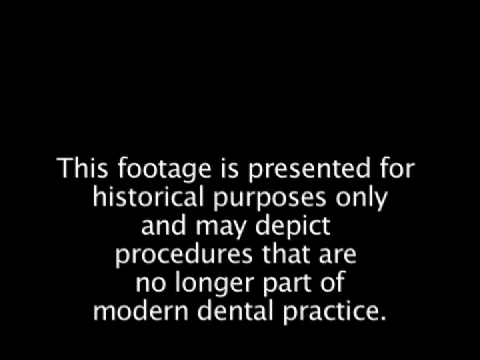 This footage is presented for
historical purposes only
and may depict
procedures that are
no longer part of
modern dental practice.